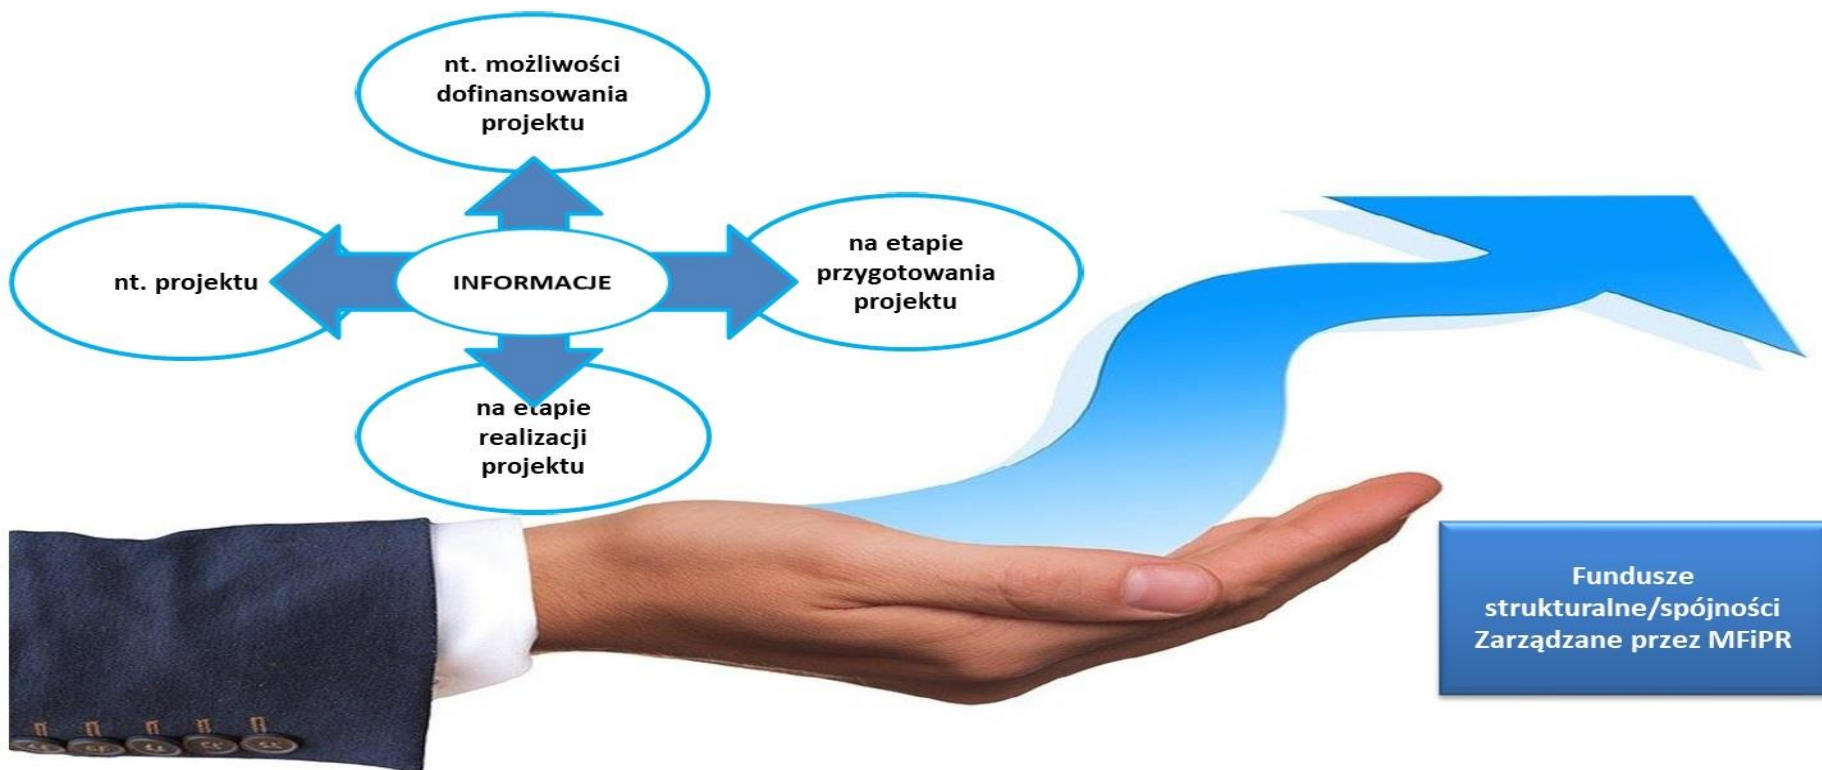 nt. możliwości
dofinansowania
projektu
nt. projektu
INFORMACJE
na etapie
przygotowania
projektu
na etapie
realizacji
projektu
Fundusze
strukturalne/spójności
Zarządzane przez MFiPR